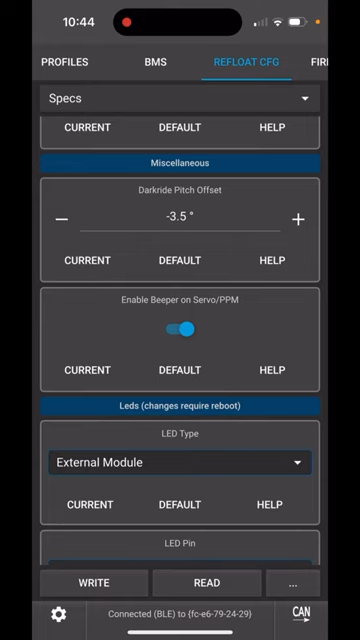 10:44
PROFILES BMS REFLOAT CFG FIR
Specs
CURRENT DEFAULT HELP
Miscellaneous
Darkride Pitch Offset
-3.5 °
CURRENT DEFAULT HELP
Enable Beeper on Servo/PPM
CURRENT DEFAULT HELP
Leds (changes require reboot)
LED Type
External Module
CURRENT DEFAULT HELP
LED Pin
WRITE READ ...
Connected (BLE) to {fc-e6-79-24-29} CAN